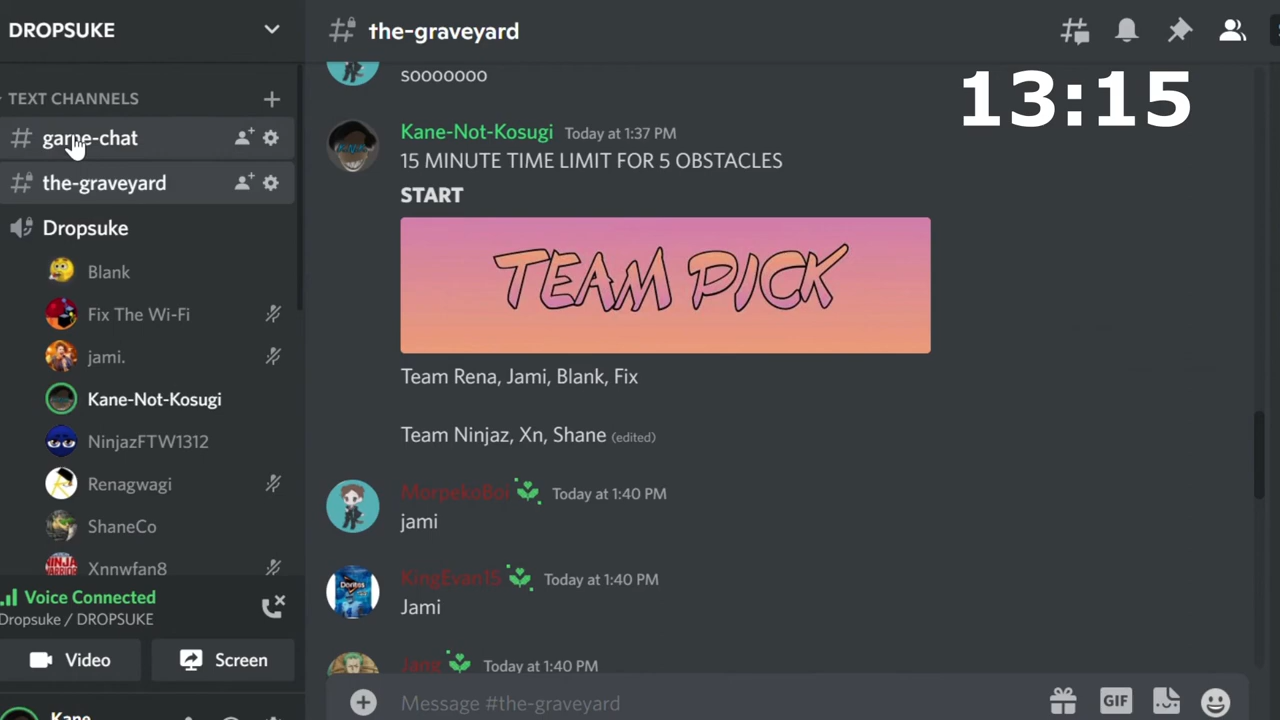 DROPSUKE
TEXT CHANNELS
game-chat
the-graveyard
Dropsuke
Blank
Fix The Wi-Fi
jami.
Kane-Not-Kosugi
NinjazFTW1312
Renagwagi
ShaneCo
Xnnwfan8
Voice Connected
Dropsuke / DROPSUKE
Video
Screen
Kane
the-graveyard
13:15
sooooooo
Kane-Not-Kosugi Today at 1:37 PM
15 MINUTE TIME LIMIT FOR 5 OBSTACLES
START
TEAM PICK
Team Rena, Jami, Blank, Fix
Team Ninjaz, Xn, Shane (edited)
MorpekoBoi Today at 1:40 PM
jami
KingEvan15 Today at 1:40 PM
Jami
Jang Today at 1:40 PM
Message #the-graveyard
GIF